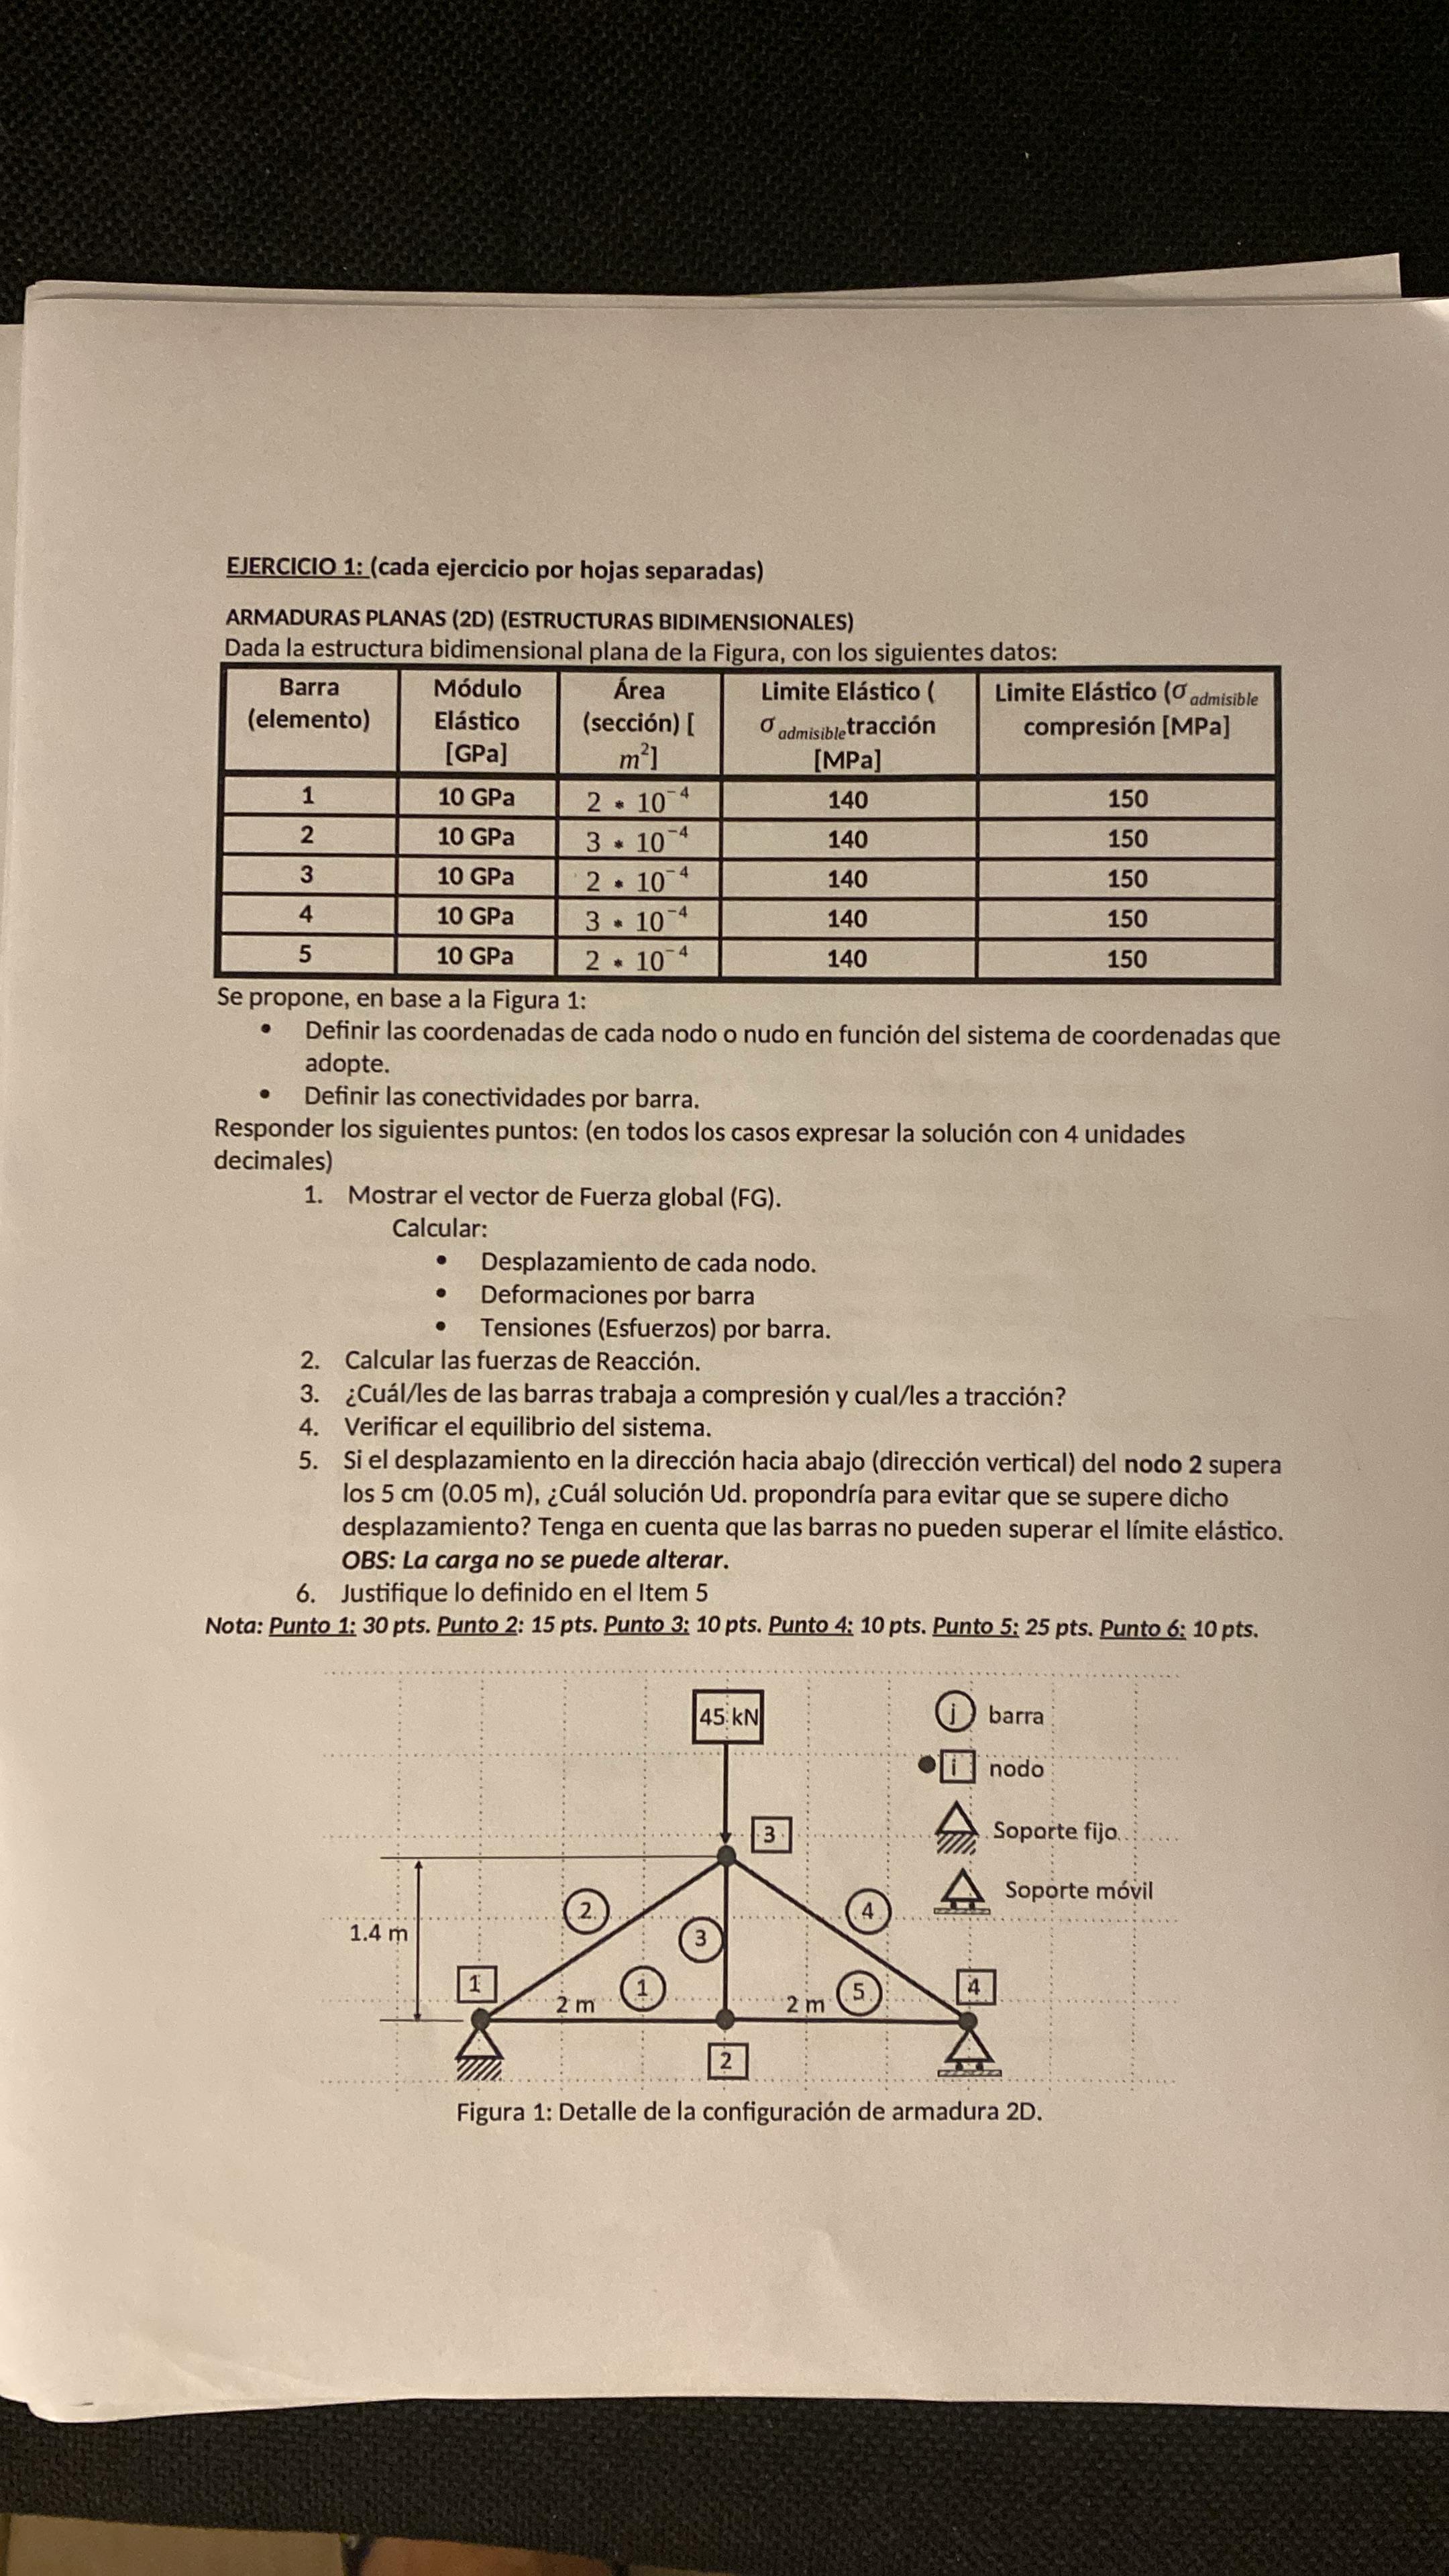 EJERCICIO 1: (cada ejercicio por hojas separadas)
ARMADURAS PLANAS (2D) (ESTRUCTURAS BIDIMENSIONALES)
Dada la estructura bidimensional plana de la Figura, con los siguientes datos:
Barra (elemento) Módulo Elástico [GPa] Área (sección) [ m²] Limite Elástico ( σ admisible tracción [MPa] Limite Elástico (σ admisible compresión [MPa]
1 10 GPa 2 * 10⁻⁴ 140 150
2 10 GPa 3 * 10⁻⁴ 140 150
3 10 GPa 2 * 10⁻⁴ 140 150
4 10 GPa 3 * 10⁻⁴ 140 150
5 10 GPa 2 * 10⁻⁴ 140 150
Se propone, en base a la Figura 1:
• Definir las coordenadas de cada nodo o nudo en función del sistema de coordenadas que
adopte.
• Definir las conectividades por barra.
Responder los siguientes puntos: (en todos los casos expresar la solución con 4 unidades
decimales)
1. Mostrar el vector de Fuerza global (FG).
Calcular:
• Desplazamiento de cada nodo.
• Deformaciones por barra
• Tensiones (Esfuerzos) por barra.
2. Calcular las fuerzas de Reacción.
3. ¿Cuál/les de las barras trabaja a compresión y cual/les a tracción?
4. Verificar el equilibrio del sistema.
5. Si el desplazamiento en la dirección hacia abajo (dirección vertical) del nodo 2 supera
los 5 cm (0.05 m), ¿Cuál solución Ud. propondría para evitar que se supere dicho
desplazamiento? Tenga en cuenta que las barras no pueden superar el límite elástico.
OBS: La carga no se puede alterar.
6. Justifique lo definido en el Item 5
Nota: Punto 1: 30 pts. Punto 2: 15 pts. Punto 3: 10 pts. Punto 4: 10 pts. Punto 5: 25 pts. Punto 6: 10 pts.
45 kN
j barra
i nodo
3
Soporte fijo
Soporte móvil
2
4
3
1.4 m
1
1
5
4
2 m
2 m
2
Figura 1: Detalle de la configuración de armadura 2D.